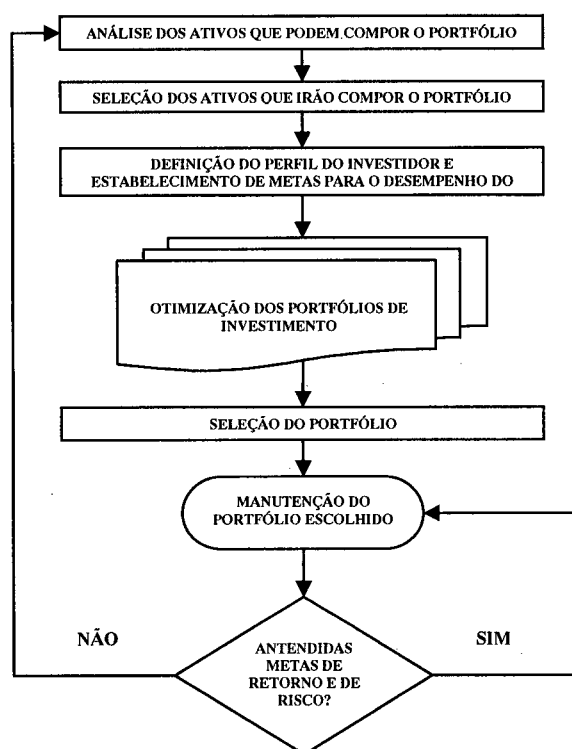 ANÁLISE DOS ATIVOS QUE PODEM COMPOR O PORTFÓLIO
SELEÇÃO DOS ATIVOS QUE IRÃO COMPOR O PORTFÓLIO
DEFINIÇÃO DO PERFIL DO INVESTIDOR E
ESTABELECIMENTO DE METAS PARA O DESEMPENHO DO
OTIMIZAÇÃO DOS PORTFÓLIOS DE
INVESTIMENTO
SELEÇÃO DO PORTFÓLIO
MANUTENÇÃO DO
PORTFÓLIO ESCOLHIDO
NÃO
SIM
ANTENDIDAS
METAS DE
RETORNO E DE
RISCO?